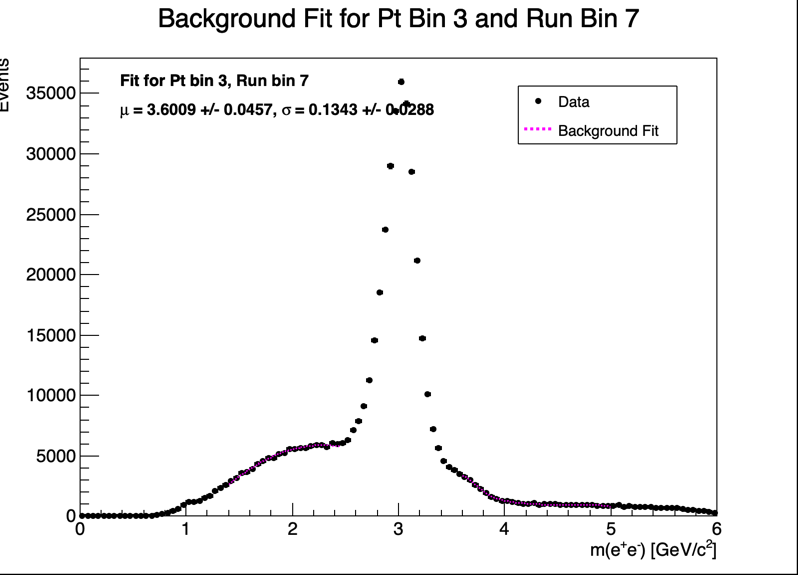 Background Fit for Pt Bin 3 and Run Bin 7
Events
Fit for Pt bin 3, Run bin 7
μ = 3.6009 +/- 0.0457, σ = 0.1343 +/- 0.0288
Data
Background Fit
35000
30000
25000
20000
15000
10000
5000
0
0 1 2 3 4 5 6
m(e⁺e⁻) [GeV/c²]